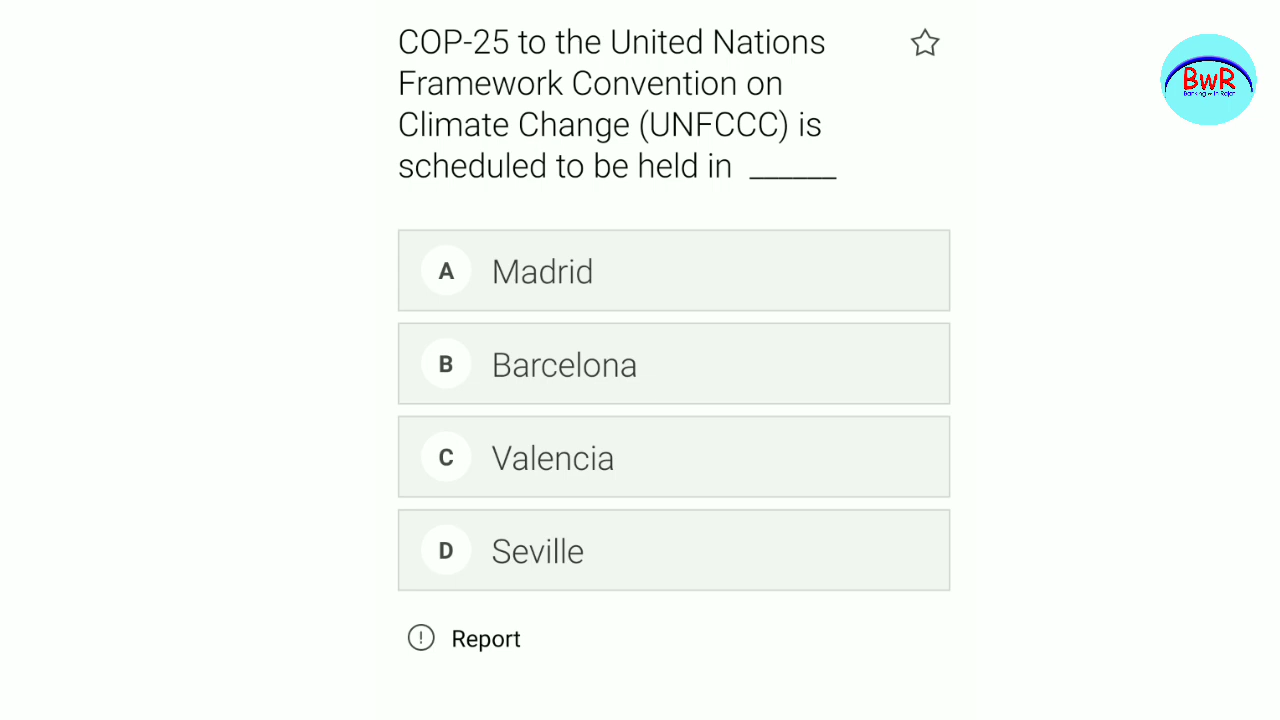 COP-25 to the United Nations
Framework Convention on
Climate Change (UNFCCC) is
scheduled to be held in ______
A Madrid
B Barcelona
C Valencia
D Seville
! Report
BwR